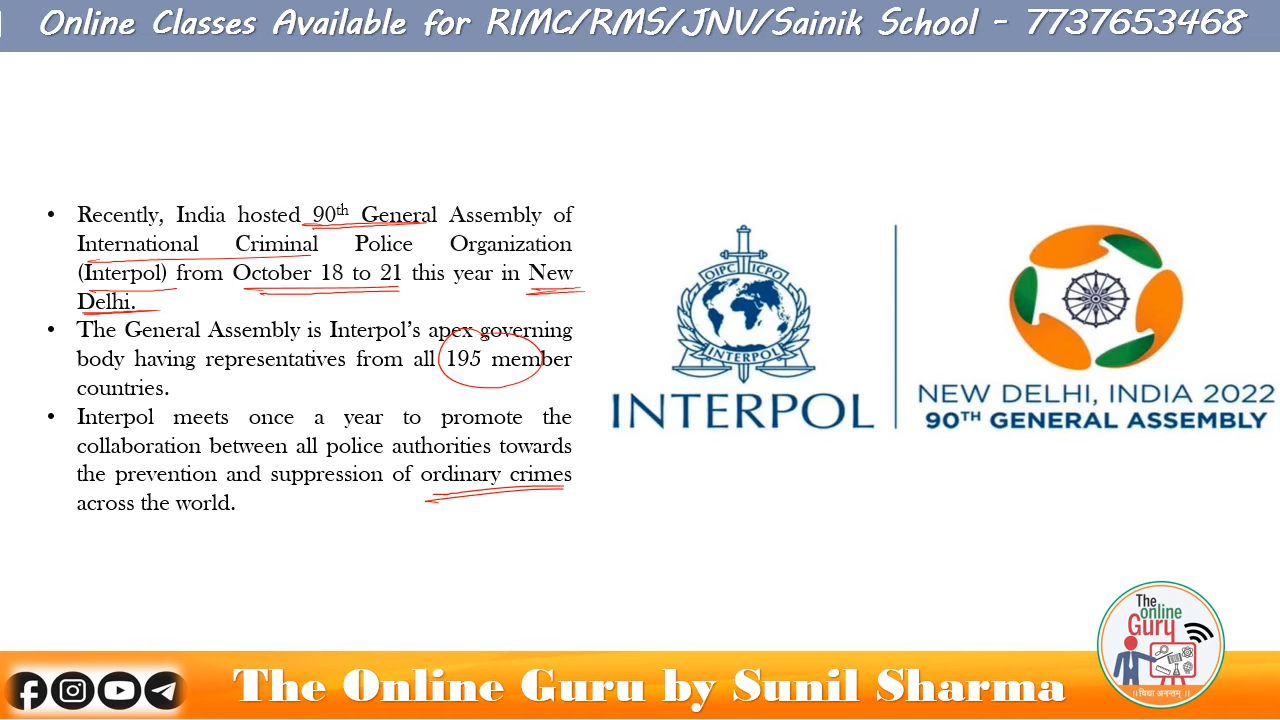 Online Classes Available for RIMC/RMS/JNV/Sainik School - 7737653468
• Recently, India hosted 90th General Assembly of
International Criminal Police Organization
(Interpol) from October 18 to 21 this year in New
Delhi.
• The General Assembly is Interpol's apex governing
body having representatives from all 195 member
countries.
• Interpol meets once a year to promote the
collaboration between all police authorities towards
the prevention and suppression of ordinary crimes
across the world.
OIPC ICPO
INTERPOL
INTERPOL
NEW DELHI, INDIA 2022
90TH GENERAL ASSEMBLY
The
online
Guru
।। विद्या अनन्तम् ।।
The Online Guru by Sunil Sharma